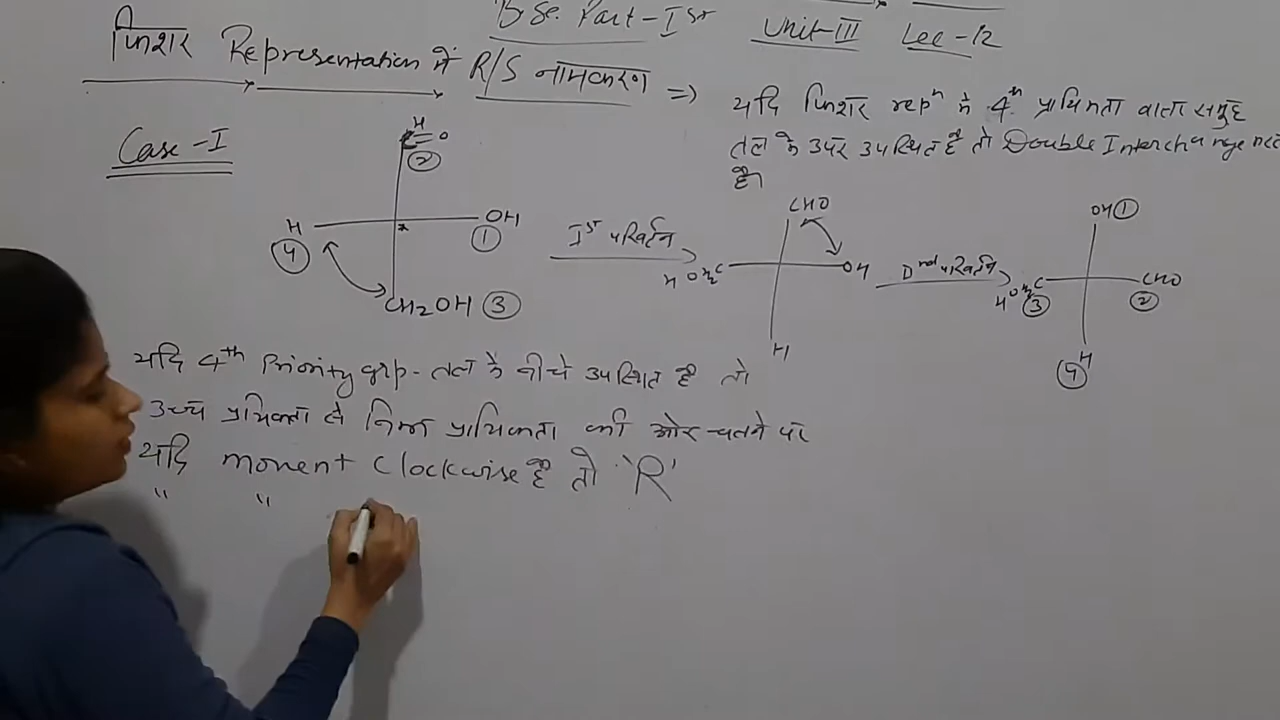 BSc. Part-Ist Unit-III Lec-12
फिशर Representation में R/S नामकरण =>
यदि फिशर repn में 4th प्राथमिकता वाला समूह
तल के उपर उपस्थित है तो Double Interchange
है।
Case-I
H
C=O
②
H
④
*
OH
①
CH2OH ③
Ist परिवर्तन
CHO
HOH2C
OH
H
IInd परिवर्तन
OH ①
HOH2C
③
CHO
②
H
④
यदि 4th Priority grp- तल के नीचे उपस्थित है तो
उच्च प्राथमिकता से निम्न प्राथमिकता की ओर चलने पर
यदि moment Clockwise है तो 'R'
" "